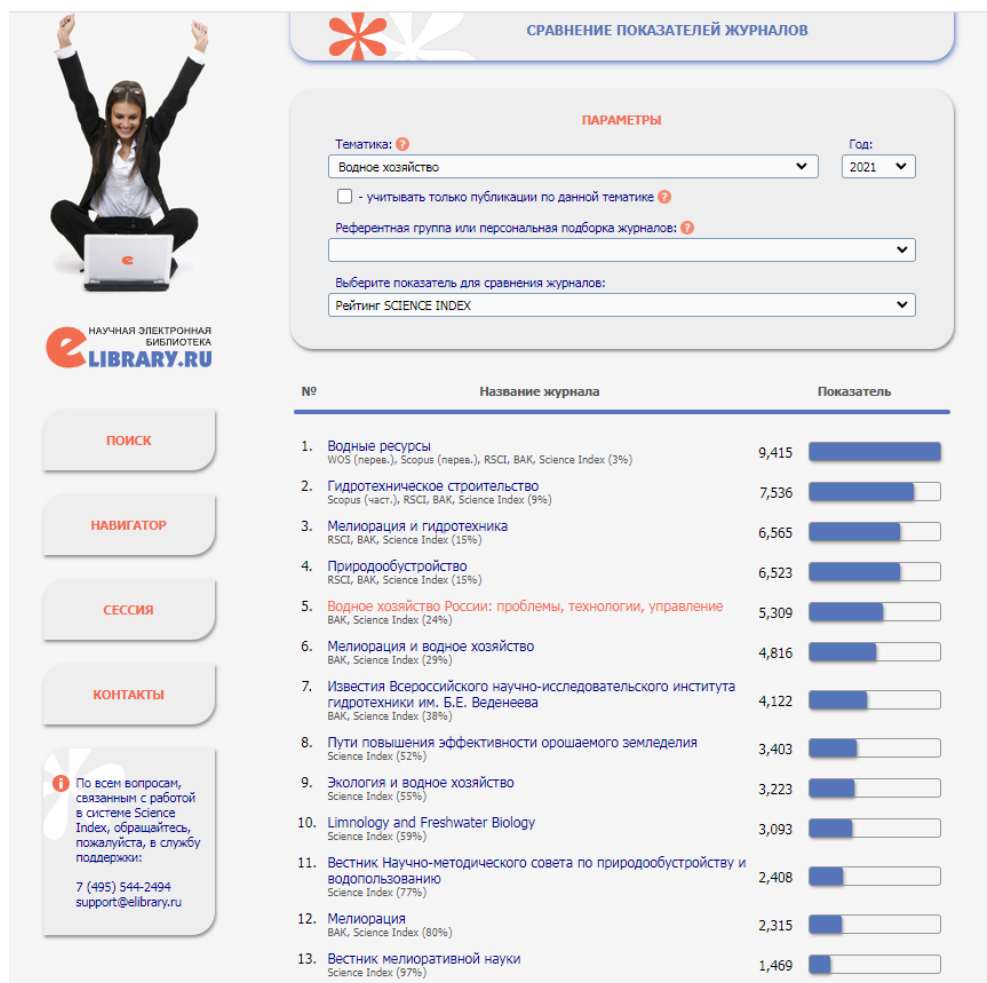 СРАВНЕНИЕ ПОКАЗАТЕЛЕЙ ЖУРНАЛОВ
ПАРАМЕТРЫ
Тематика: ?
Год:
Водное хозяйство
2021
- учитывать только публикации по данной тематике ?
Референтная группа или персональная подборка журналов: ?
Выберите показатель для сравнения журналов:
Рейтинг SCIENCE INDEX
e
НАУЧНАЯ ЭЛЕКТРОННАЯ
БИБЛИОТЕКА
eLIBRARY.RU
ПОИСК
НАВИГАТОР
СЕССИЯ
КОНТАКТЫ
i По всем вопросам,
связанным с работой
в системе Science
Index, обращайтесь,
пожалуйста, в службу
поддержки:
7 (495) 544-2494
support@elibrary.ru
№ Название журнала Показатель
1. Водные ресурсы 9,415
WOS (перев.), Scopus (перев.), RSCI, ВАК, Science Index (3%)
2. Гидротехническое строительство 7,536
Scopus (част.), RSCI, ВАК, Science Index (9%)
3. Мелиорация и гидротехника 6,565
RSCI, ВАК, Science Index (15%)
4. Природообустройство 6,523
RSCI, ВАК, Science Index (15%)
5. Водное хозяйство России: проблемы, технологии, управление 5,309
ВАК, Science Index (24%)
6. Мелиорация и водное хозяйство 4,816
ВАК, Science Index (29%)
7. Известия Всероссийского научно-исследовательского института
гидротехники им. Б.Е. Веденеева 4,122
ВАК, Science Index (38%)
8. Пути повышения эффективности орошаемого земледелия 3,403
Science Index (52%)
9. Экология и водное хозяйство 3,223
Science Index (55%)
10. Limnology and Freshwater Biology 3,093
Science Index (59%)
11. Вестник Научно-методического совета по природообустройству и
водопользованию 2,408
Science Index (77%)
12. Мелиорация 2,315
ВАК, Science Index (80%)
13. Вестник мелиоративной науки 1,469
Science Index (97%)